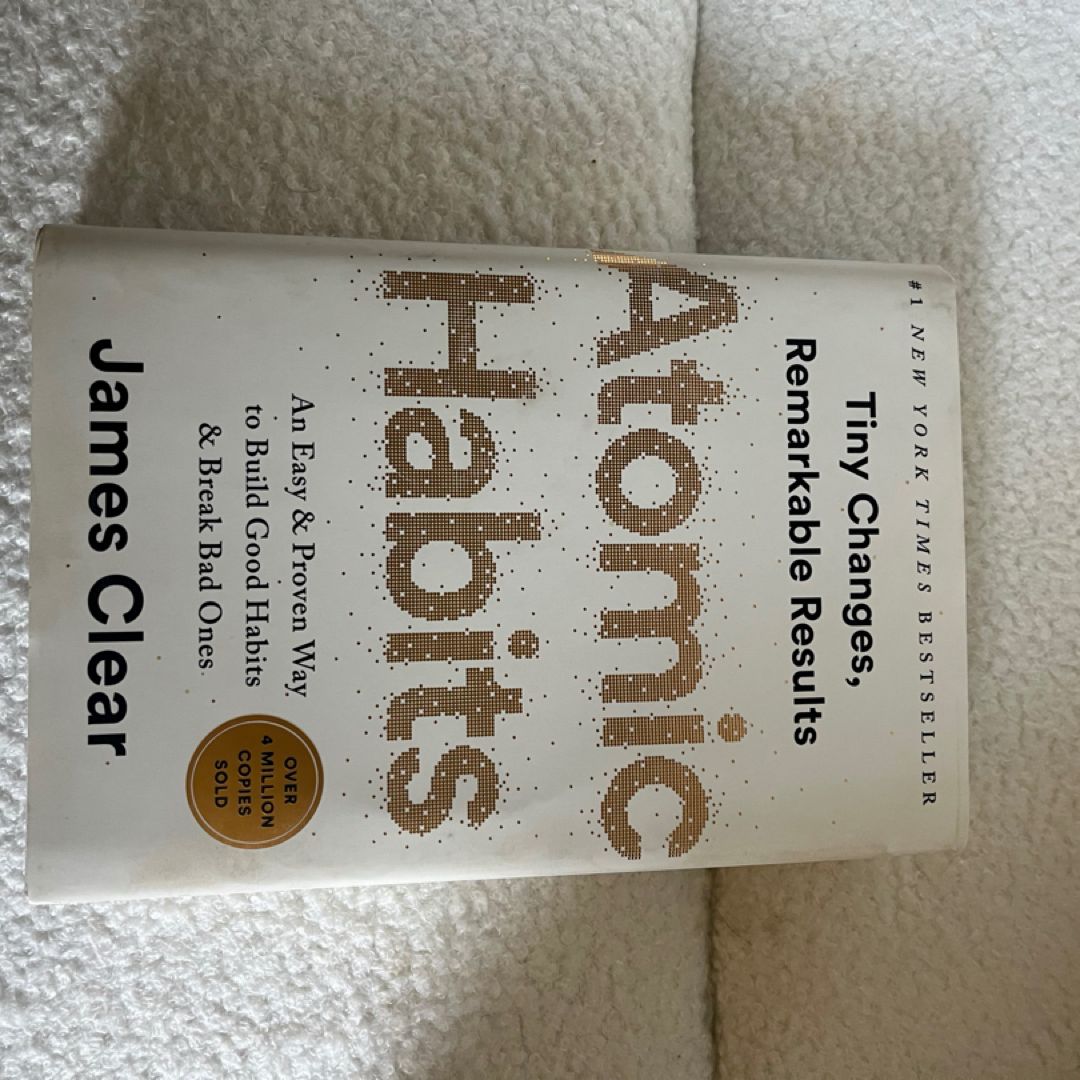 #1 NEW YORK TIMES BESTSELLER
Tiny Changes,
Remarkable Results
Atomic
Habits
An Easy & Proven Way
to Build Good Habits
& Break Bad Ones
OVER
4 MILLION
COPIES
SOLD
James Clear